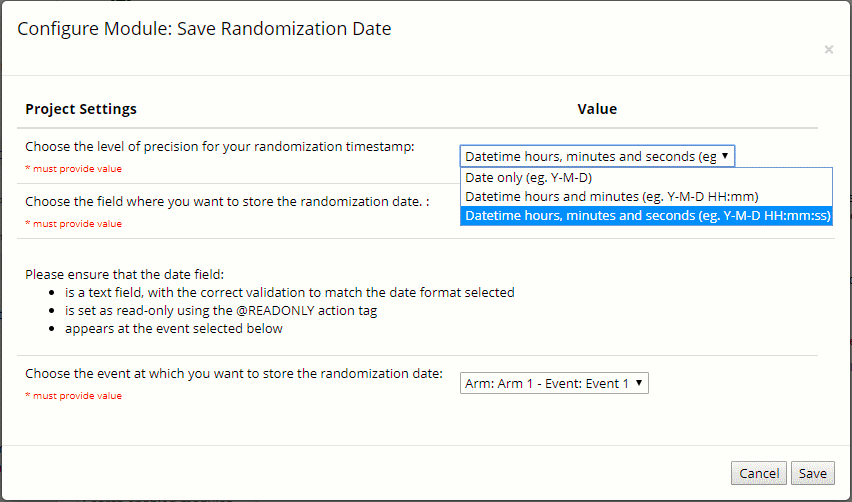 Configure Module: Save Randomization Date
×
Project Settings Value
Choose the level of precision for your randomization timestamp:
* must provide value
Datetime hours, minutes and seconds (eg
Date only (eg. Y-M-D)
Datetime hours and minutes (eg. Y-M-D HH:mm)
Datetime hours, minutes and seconds (eg. Y-M-D HH:mm:ss)
Choose the field where you want to store the randomization date. :
* must provide value
Please ensure that the date field:
• is a text field, with the correct validation to match the date format selected
• is set as read-only using the @READONLY action tag
• appears at the event selected below
Choose the event at which you want to store the randomization date:
* must provide value
Arm: Arm 1 - Event: Event 1
Cancel Save